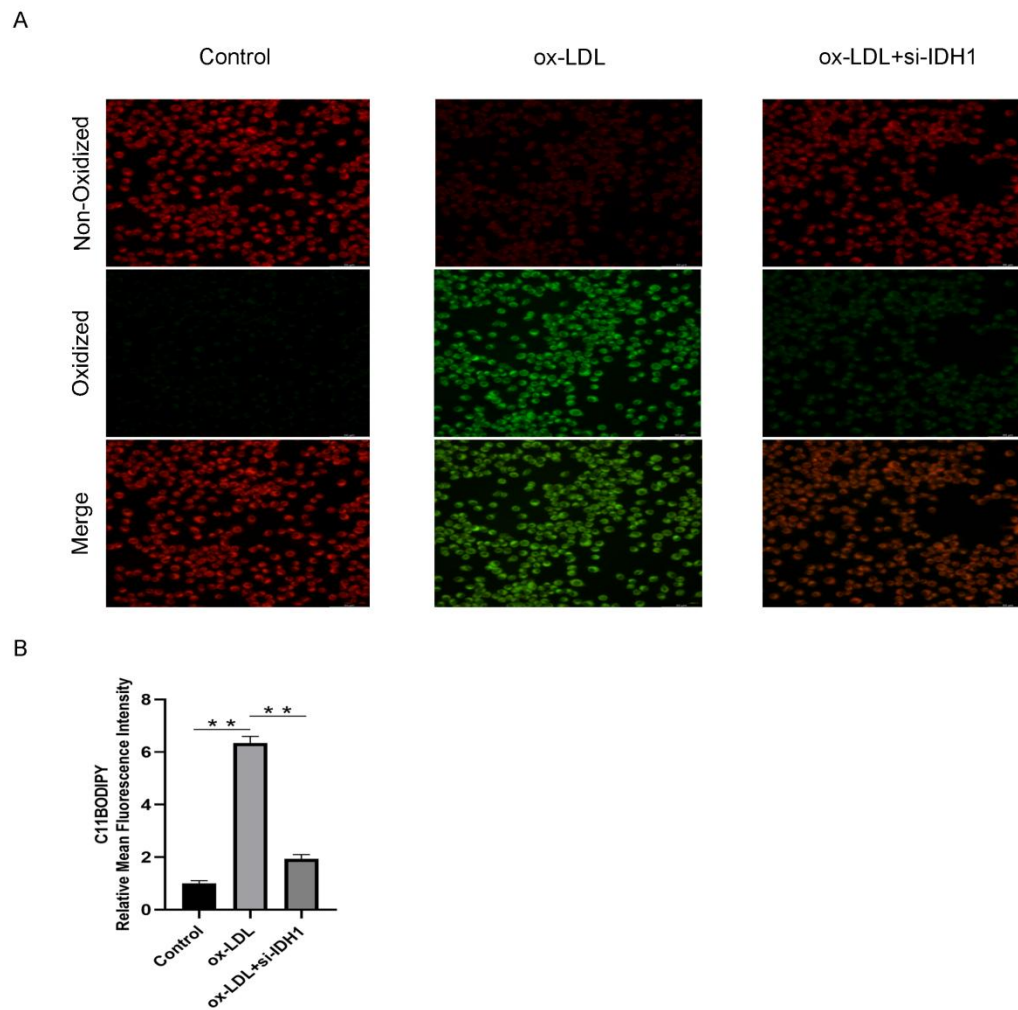 A
Control
ox-LDL
ox-LDL+si-IDH1
Non-Oxidized
Oxidized
Merge
B
C11BODIPY
Relative Mean Fluorescence Intensity
8
6
4
2
0
* *
* *
Control
ox-LDL
ox-LDL+si-IDH1